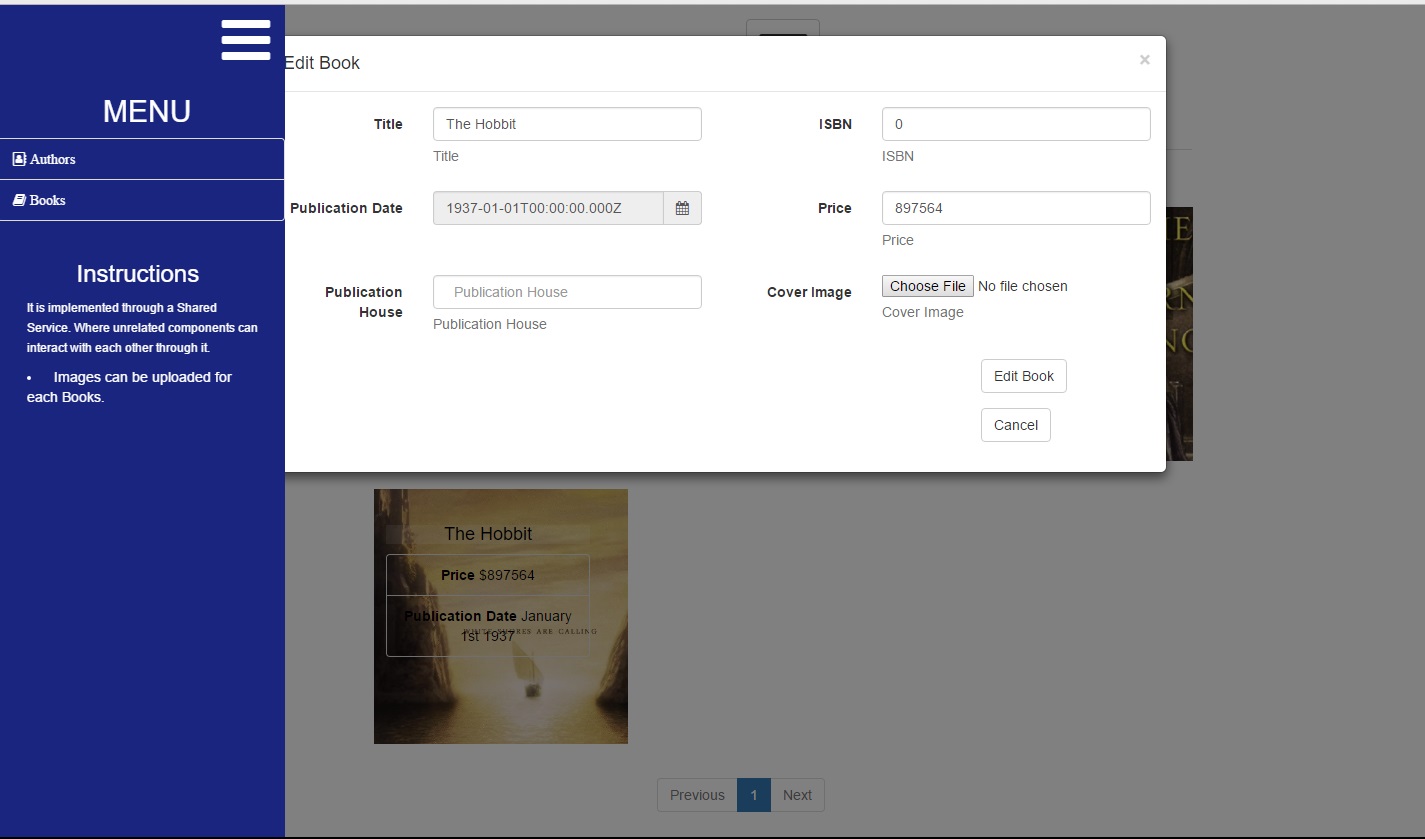 MENU
Authors
Books
Instructions
It is implemented through a Shared
Service. Where unrelated components can
interact with each other through it.
• Images can be uploaded for
each Books.
Edit Book ×
Title The Hobbit
Title
ISBN 0
ISBN
Publication Date 1937-01-01T00:00:00.000Z
Price 897564
Price
Publication
House
Publication House
Publication House
Cover Image Choose File No file chosen
Cover Image
Edit Book
Cancel
The Hobbit
Price $897564
Publication Date January
1st 1937
WHITE SHORES ARE CALLING
Previous 1 Next